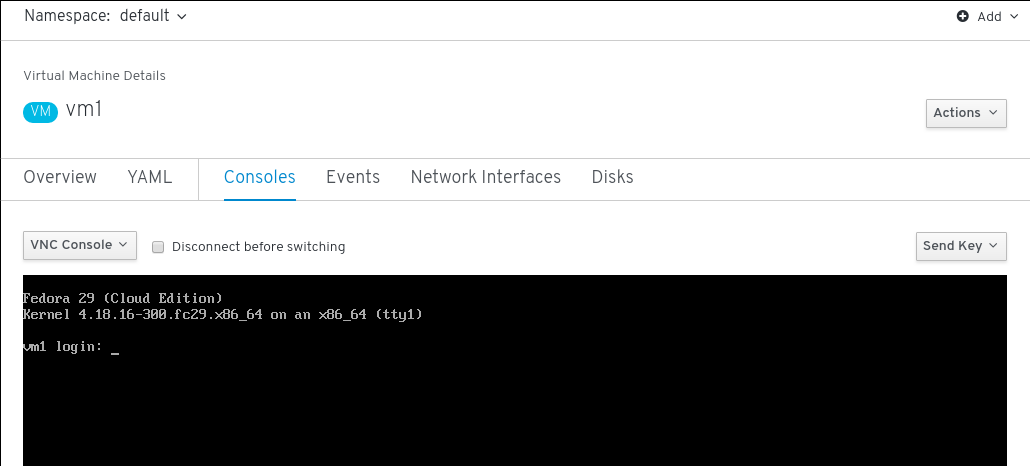 Namespace: default Add
Virtual Machine Details
VM vm1
Actions
Overview YAML Consoles Events Network Interfaces Disks
VNC Console Disconnect before switching Send Key
Fedora 29 (Cloud Edition)
Kernel 4.18.16-300.fc29.x86_64 on an x86_64 (tty1)
vm1 login: _